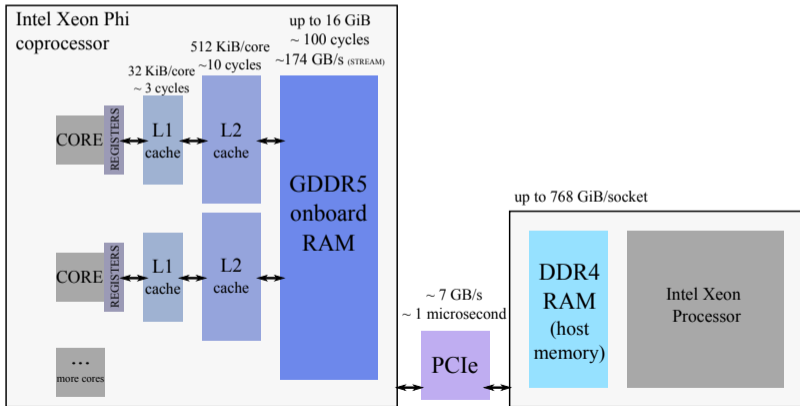 Intel Xeon Phi
coprocessor
up to 16 GiB
~ 100 cycles
~174 GB/s (STREAM)
512 KiB/core
~10 cycles
32 KiB/core
~ 3 cycles
CORE
REGISTERS
L1
cache
L2
cache
GDDR5
onboard
RAM
CORE
REGISTERS
L1
cache
L2
cache
...
more cores
~ 7 GB/s
~ 1 microsecond
PCIe
up to 768 GiB/socket
DDR4
RAM
(host
memory)
Intel Xeon
Processor